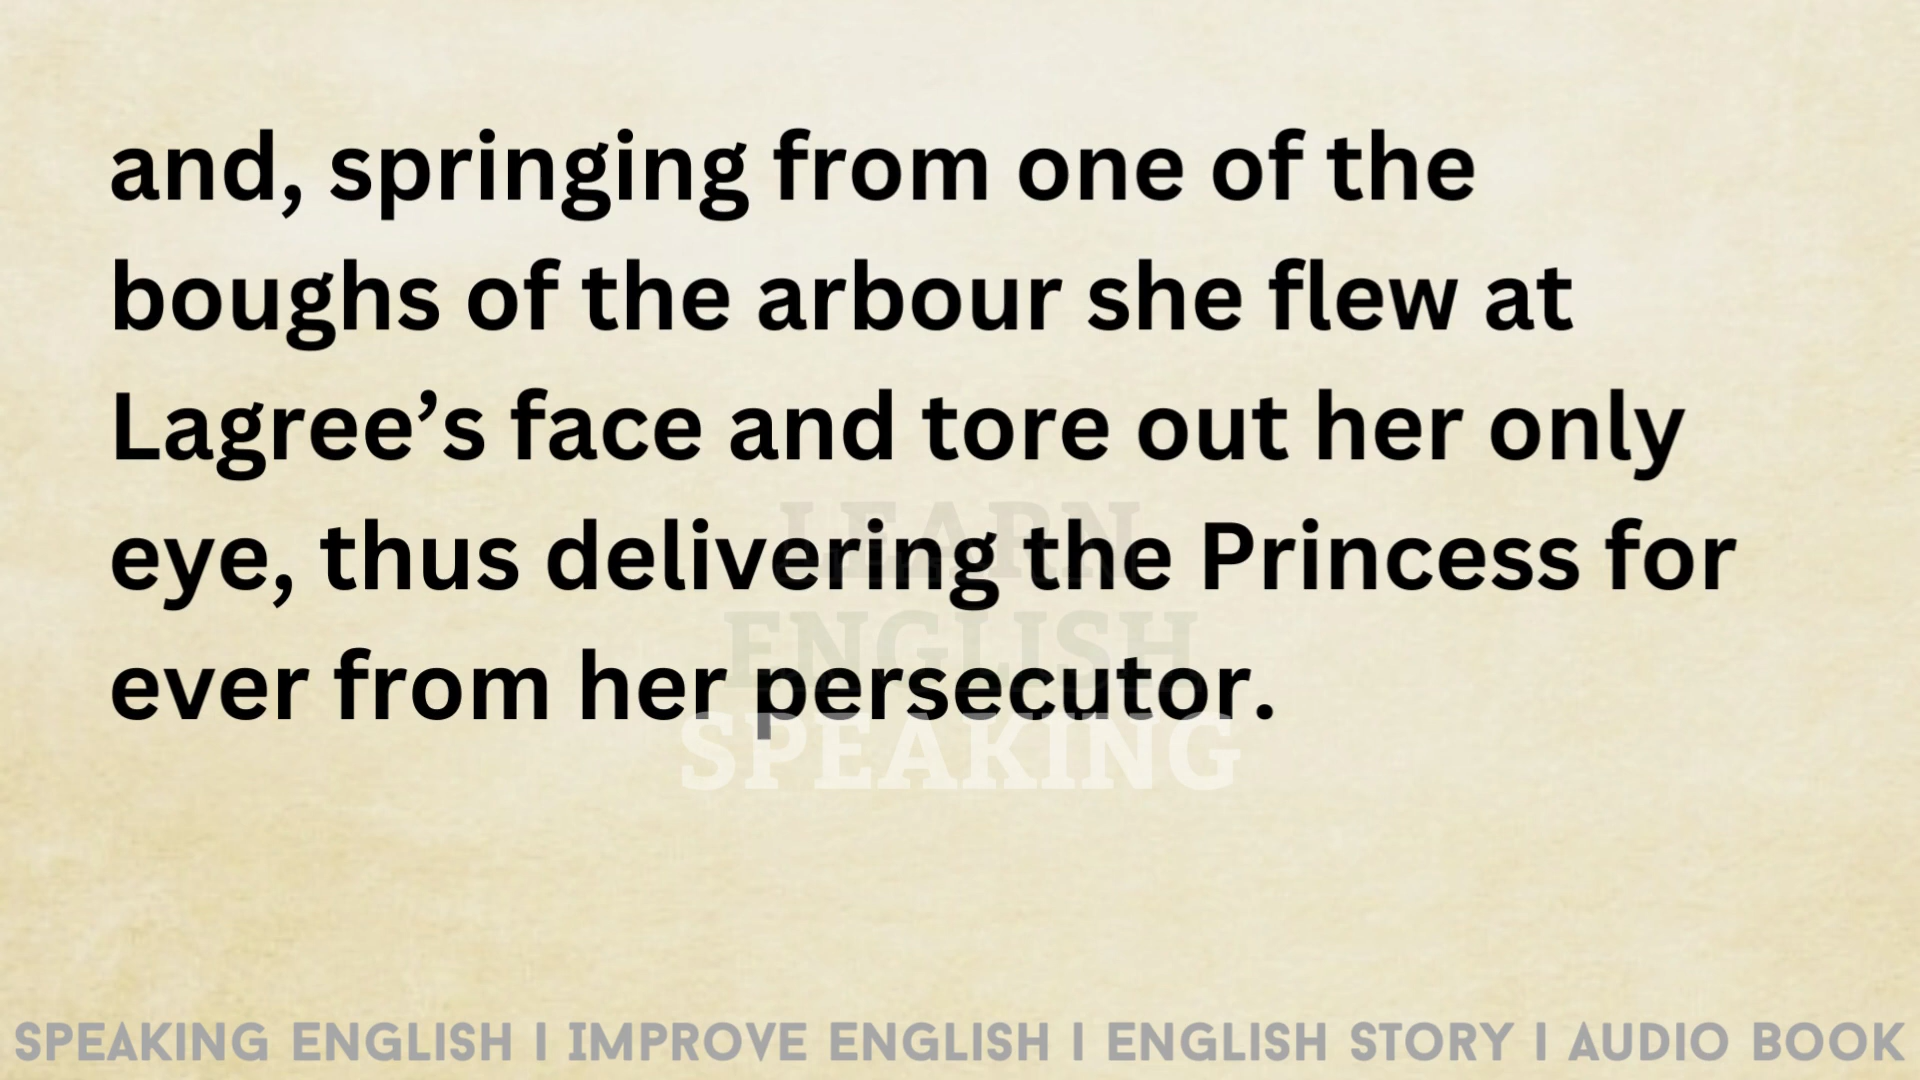 and, springing from one of the
boughs of the arbour she flew at
Lagree’s face and tore out her only
eye, thus delivering the Princess for
ever from her persecutor.
LEARN
ENGLISH
SPEAKING
SPEAKING ENGLISH I IMPROVE ENGLISH I ENGLISH STORY I AUDIO BOOK